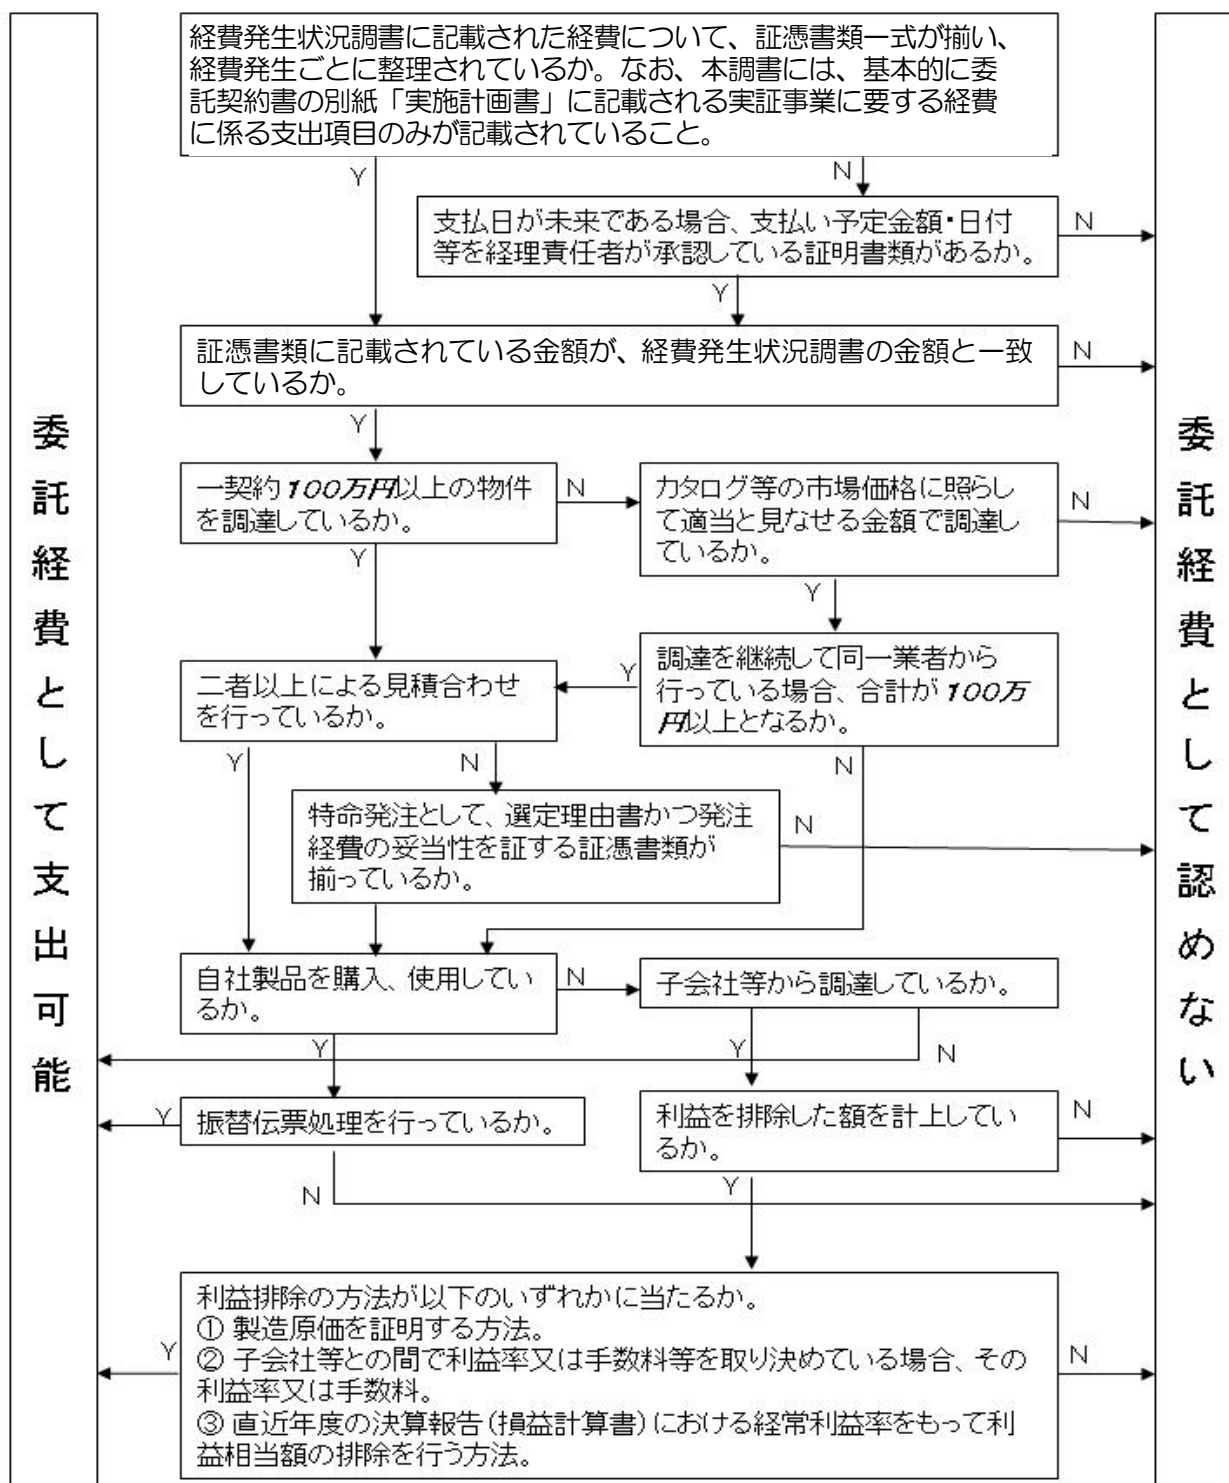 経費発生状況調書に記載された経費について、証憑書類一式が揃い、
経費発生ごとに整理されているか。なお、本調書には、基本的に委
託契約書の別紙「実施計画書」に記載される実証事業に要する経費
に係る支出項目のみが記載されていること。
Y
N
支払日が未来である場合、支払い予定金額・日付
等を経理責任者が承認している証明書類があるか。
N
Y
証憑書類に記載されている金額が、経費発生状況調書の金額と一致
しているか。
N
Y
一契約100万円以上の物件
を調達しているか。
N
カタログ等の市場価格に照らし
て適当と見なせる金額で調達し
ているか。
N
Y
Y
二者以上による見積合わせ
を行っているか。
Y
調達を継続して同一業者から
行っている場合、合計が100万
円以上となるか。
Y
N
N
特命発注として、選定理由書かつ発注
経費の妥当性を証する証憑書類が
揃っているか。
N
自社製品を購入、使用してい
るか。
N
子会社等から調達しているか。
Y
Y
N
振替伝票処理を行っているか。
Y
利益を排除した額を計上してい
るか。
N
N
Y
利益排除の方法が以下のいずれかに当たるか。
① 製造原価を証明する方法。
② 子会社等との間で利益率又は手数料等を取り決めている場合、その
利益率又は手数料。
③ 直近年度の決算報告(損益計算書)における経常利益率をもって利
益相当額の排除を行う方法。
Y
N
委託経費として支出可能
委託経費として認めない